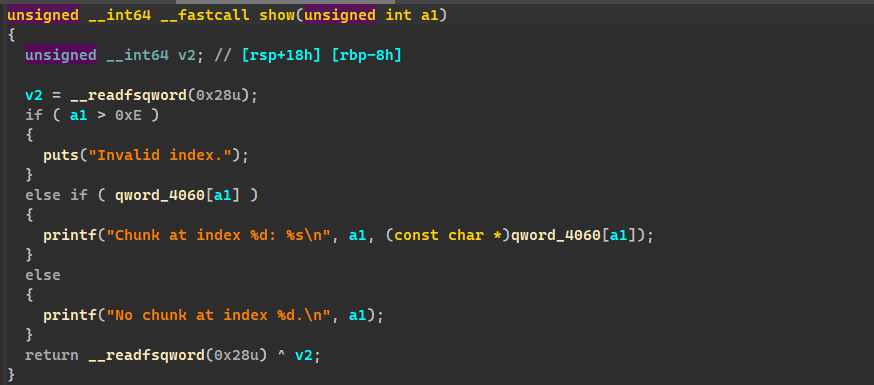 unsigned __int64 __fastcall show(unsigned int a1)
{
  unsigned __int64 v2; // [rsp+18h] [rbp-8h]

  v2 = __readfsqword(0x28u);
  if ( a1 > 0xE )
  {
    puts("Invalid index.");
  }
  else if ( qword_4060[a1] )
  {
    printf("Chunk at index %d: %s\n", a1, (const char *)qword_4060[a1]);
  }
  else
  {
    printf("No chunk at index %d.\n", a1);
  }
  return __readfsqword(0x28u) ^ v2;
}